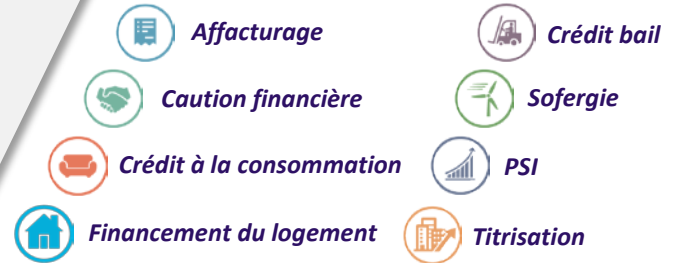 Affacturage
Crédit bail
Caution financière
Sofergie
Crédit à la consommation
PSI
Financement du logement
Titrisation